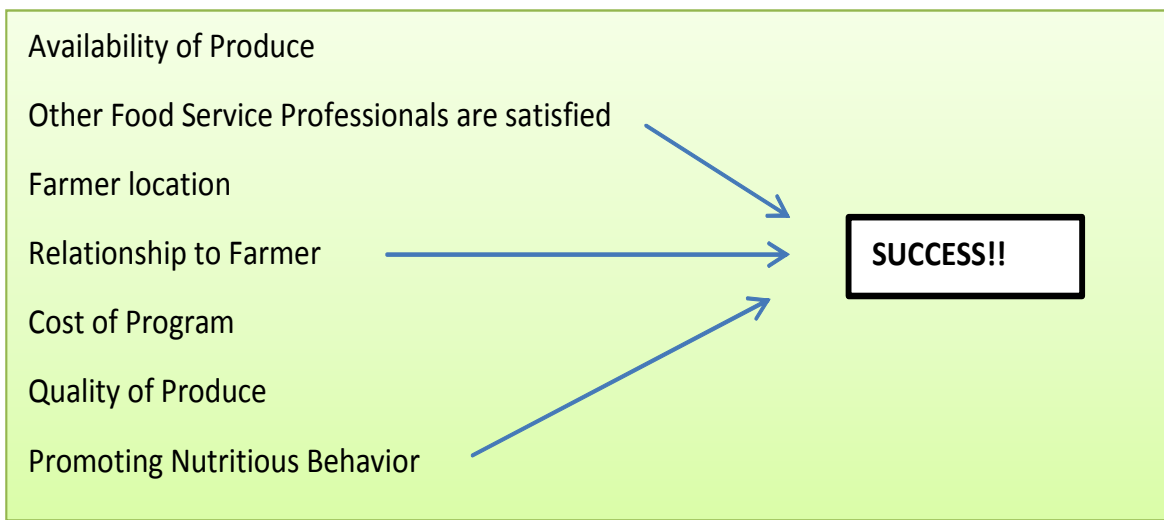 Availability of Produce
Other Food Service Professionals are satisfied
Farmer location
Relationship to Farmer
SUCCESS!!
Cost of Program
Quality of Produce
Promoting Nutritious Behavior